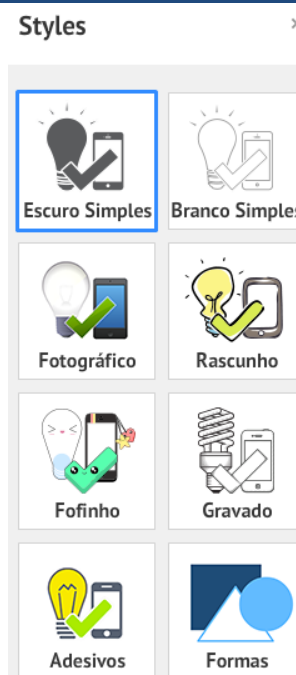 Styles
Escuro Simples
Branco Simples
Fotográfico
Rascunho
Fofinho
Gravado
Adesivos
Formas